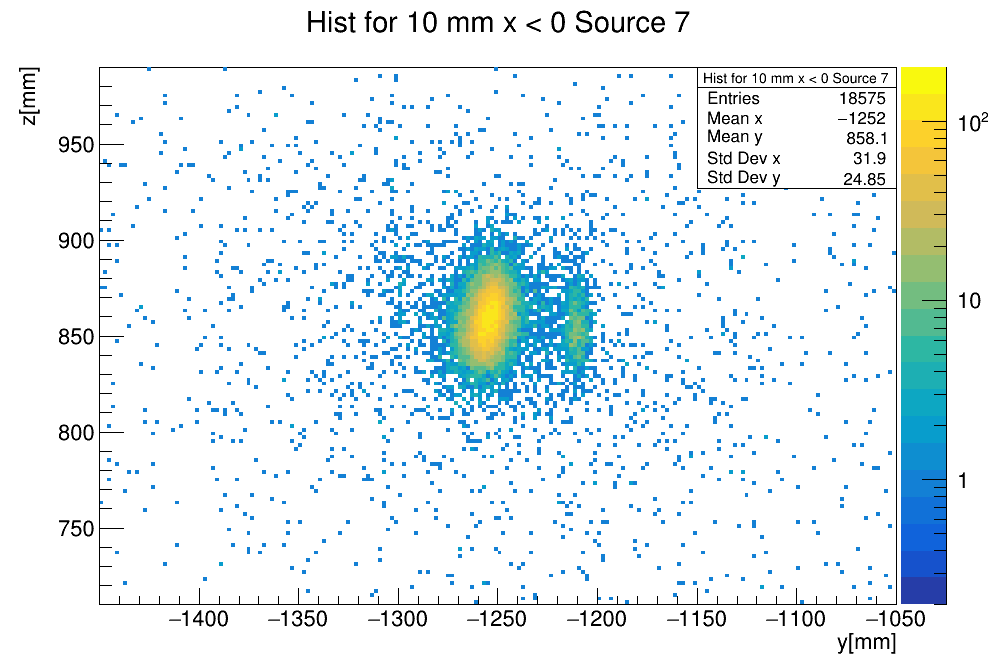 Hist for 10 mm x < 0 Source 7
z[mm]
Hist for 10 mm x < 0 Source 7
Entries 18575
Mean x −1252
Mean y 858.1
Std Dev x 31.9
Std Dev y 24.85
950
900
850
800
750
10²
10
1
−1400 −1350 −1300 −1250 −1200 −1150 −1100 −1050
y[mm]